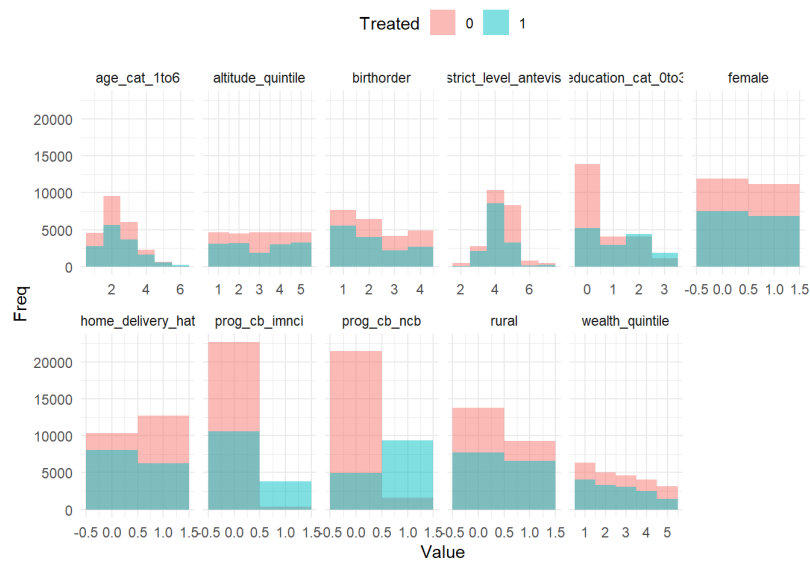 Treated 0 1
age_cat_1to6 altitude_quintile birthorder strict_level_antevis education_cat_0to3 female
20000
15000
10000
5000
0
2 4 6 1 2 3 4 5 1 2 3 4 2 4 6 0 1 2 3 -0.5 0.0 0.5 1.0 1.5
Freq
home_delivery_hat prog_cb_imnci prog_cb_ncb rural wealth_quintile
20000
15000
10000
5000
0
-0.5 0.0 0.5 1.0 1.5 -0.5 0.0 0.5 1.0 1.5 -0.5 0.0 0.5 1.0 1.5 -0.5 0.0 0.5 1.0 1.5 1 2 3 4 5
Value